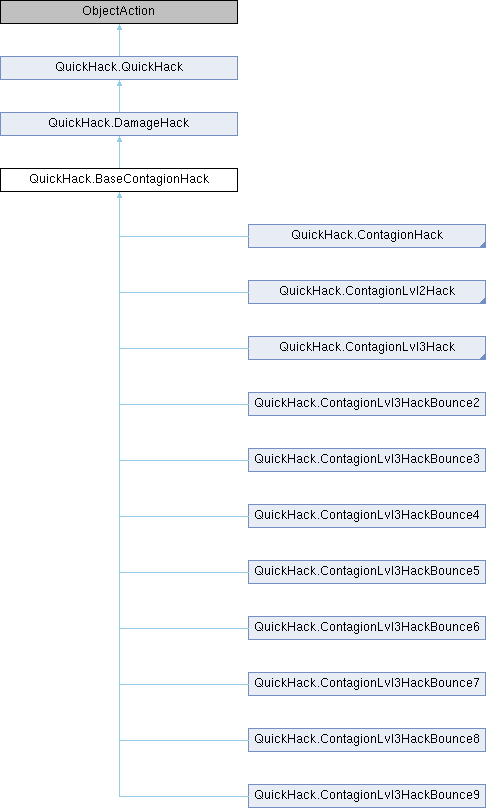 ObjectAction
QuickHack.QuickHack
QuickHack.DamageHack
QuickHack.BaseContagionHack
QuickHack.ContagionHack
QuickHack.ContagionLvl2Hack
QuickHack.ContagionLvl3Hack
QuickHack.ContagionLvl3HackBounce2
QuickHack.ContagionLvl3HackBounce3
QuickHack.ContagionLvl3HackBounce4
QuickHack.ContagionLvl3HackBounce5
QuickHack.ContagionLvl3HackBounce6
QuickHack.ContagionLvl3HackBounce7
QuickHack.ContagionLvl3HackBounce8
QuickHack.ContagionLvl3HackBounce9